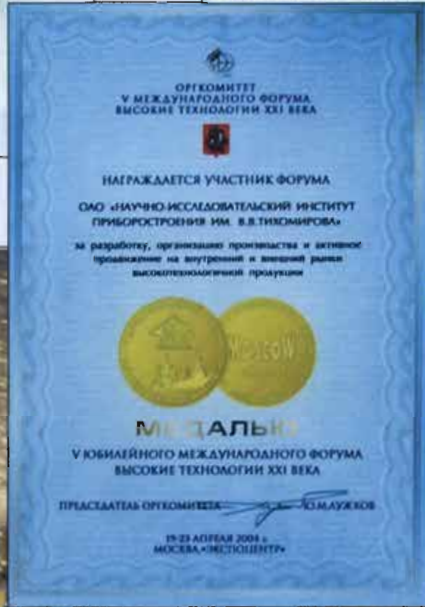 ОРГКОМИТЕТ
V МЕЖДУНАРОДНОГО ФОРУМА
ВЫСОКИЕ ТЕХНОЛОГИИ XXI ВЕКА
НАГРАЖДАЕТСЯ УЧАСТНИК ФОРУМА
ОАО «НАУЧНО-ИССЛЕДОВАТЕЛЬСКИЙ ИНСТИТУТ
ПРИБОРОСТРОЕНИЯ ИМ. В.В.ТИХОМИРОВА»
за разработку, организацию производства и активное
продвижение на внутренний и внешний рынки
высокотехнологичной продукции
MOSCOW
МЕДАЛЬЮ
V ЮБИЛЕЙНОГО МЕЖДУНАРОДНОГО ФОРУМА
ВЫСОКИЕ ТЕХНОЛОГИИ XXI ВЕКА
ПРЕДСЕДАТЕЛЬ ОРГКОМИТЕТА Ю.М.ЛУЖКОВ
19-23 АПРЕЛЯ 2004 г.
МОСКВА, «ЭКСПОЦЕНТР»